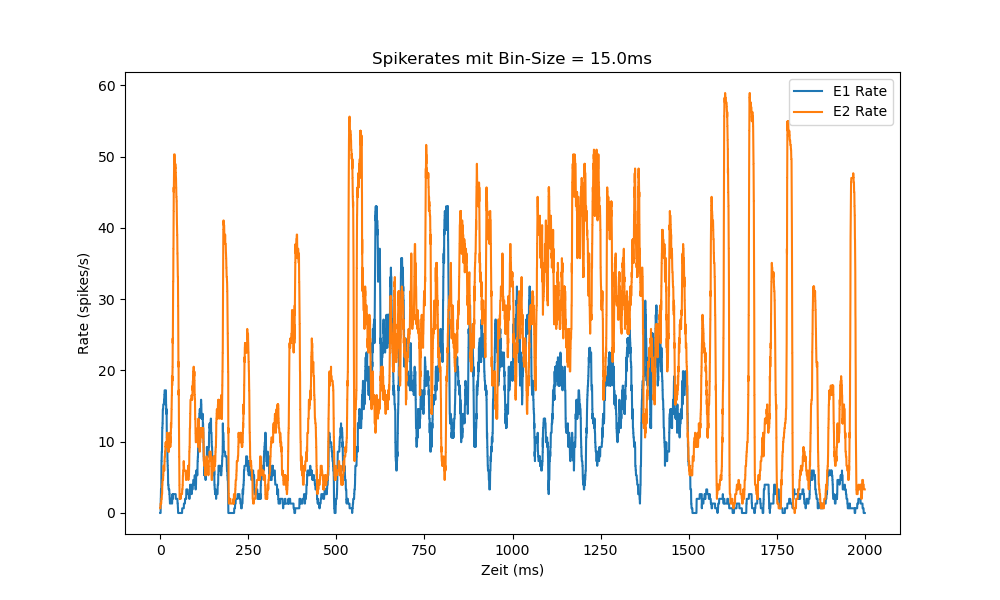 Spikerates mit Bin-Size = 15.0ms
E1 Rate
E2 Rate
Rate (spikes/s)
60
50
40
30
20
10
0
0 250 500 750 1000 1250 1500 1750 2000
Zeit (ms)